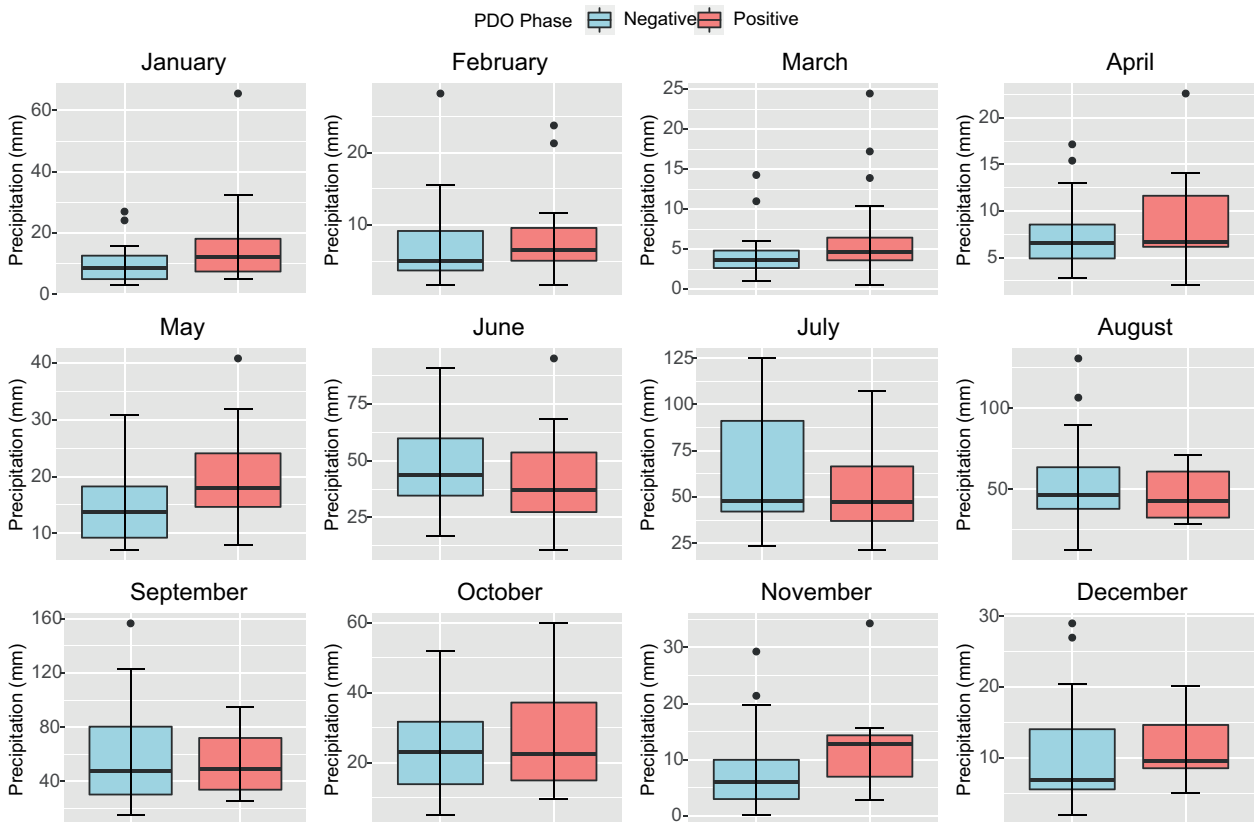 PDO Phase Negative Positive
January February March April
Precipitation (mm) 60 40 20 0
Precipitation (mm) 20 10
Precipitation (mm) 25 20 15 10 5 0
Precipitation (mm) 20 15 10 5
May June July August
Precipitation (mm) 40 30 20 10
Precipitation (mm) 75 50 25
Precipitation (mm) 125 100 75 50 25
Precipitation (mm) 100 50
September October November December
Precipitation (mm) 160 120 80 40
Precipitation (mm) 60 40 20
Precipitation (mm) 30 20 10 0
Precipitation (mm) 30 20 10